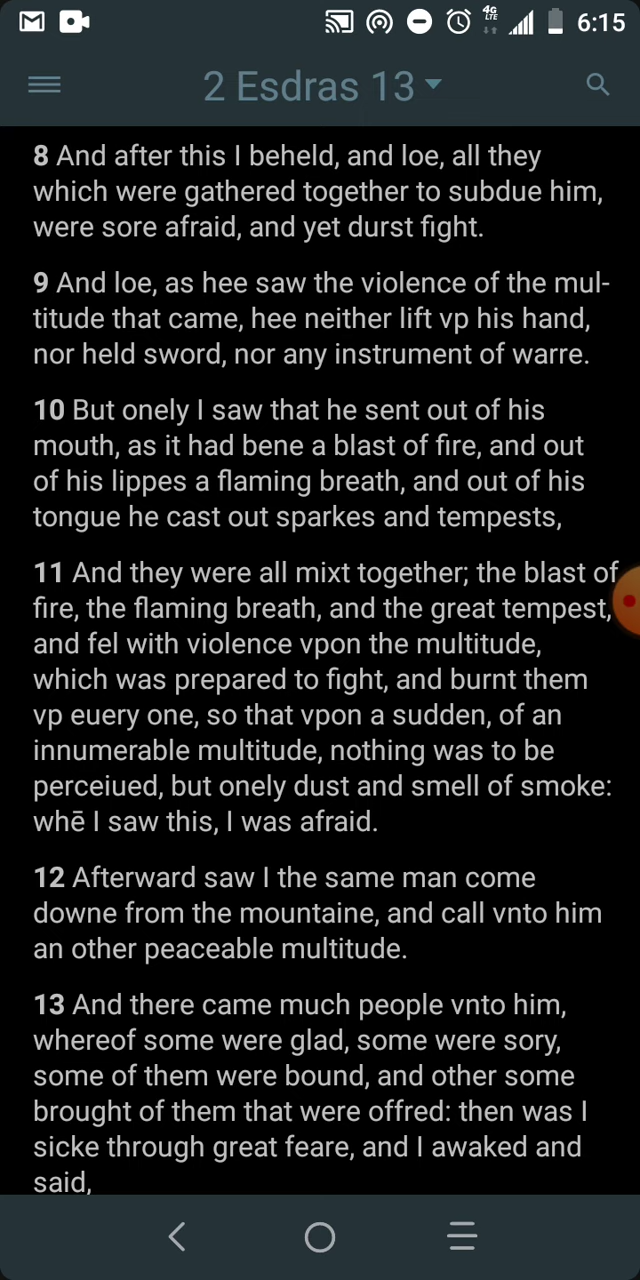 4G
LTE
6:15
2 Esdras 13
8 And after this I beheld, and loe, all they
which were gathered together to subdue him,
were sore afraid, and yet durst fight.
9 And loe, as hee saw the violence of the mul-
titude that came, hee neither lift vp his hand,
nor held sword, nor any instrument of warre.
10 But onely I saw that he sent out of his
mouth, as it had bene a blast of fire, and out
of his lippes a flaming breath, and out of his
tongue he cast out sparkes and tempests,
11 And they were all mixt together; the blast of
fire, the flaming breath, and the great tempest,
and fel with violence vpon the multitude,
which was prepared to fight, and burnt them
vp euery one, so that vpon a sudden, of an
innumerable multitude, nothing was to be
perceiued, but onely dust and smell of smoke:
whē I saw this, I was afraid.
12 Afterward saw I the same man come
downe from the mountaine, and call vnto him
an other peaceable multitude.
13 And there came much people vnto him,
whereof some were glad, some were sory,
some of them were bound, and other some
brought of them that were offred: then was I
sicke through great feare, and I awaked and
said,